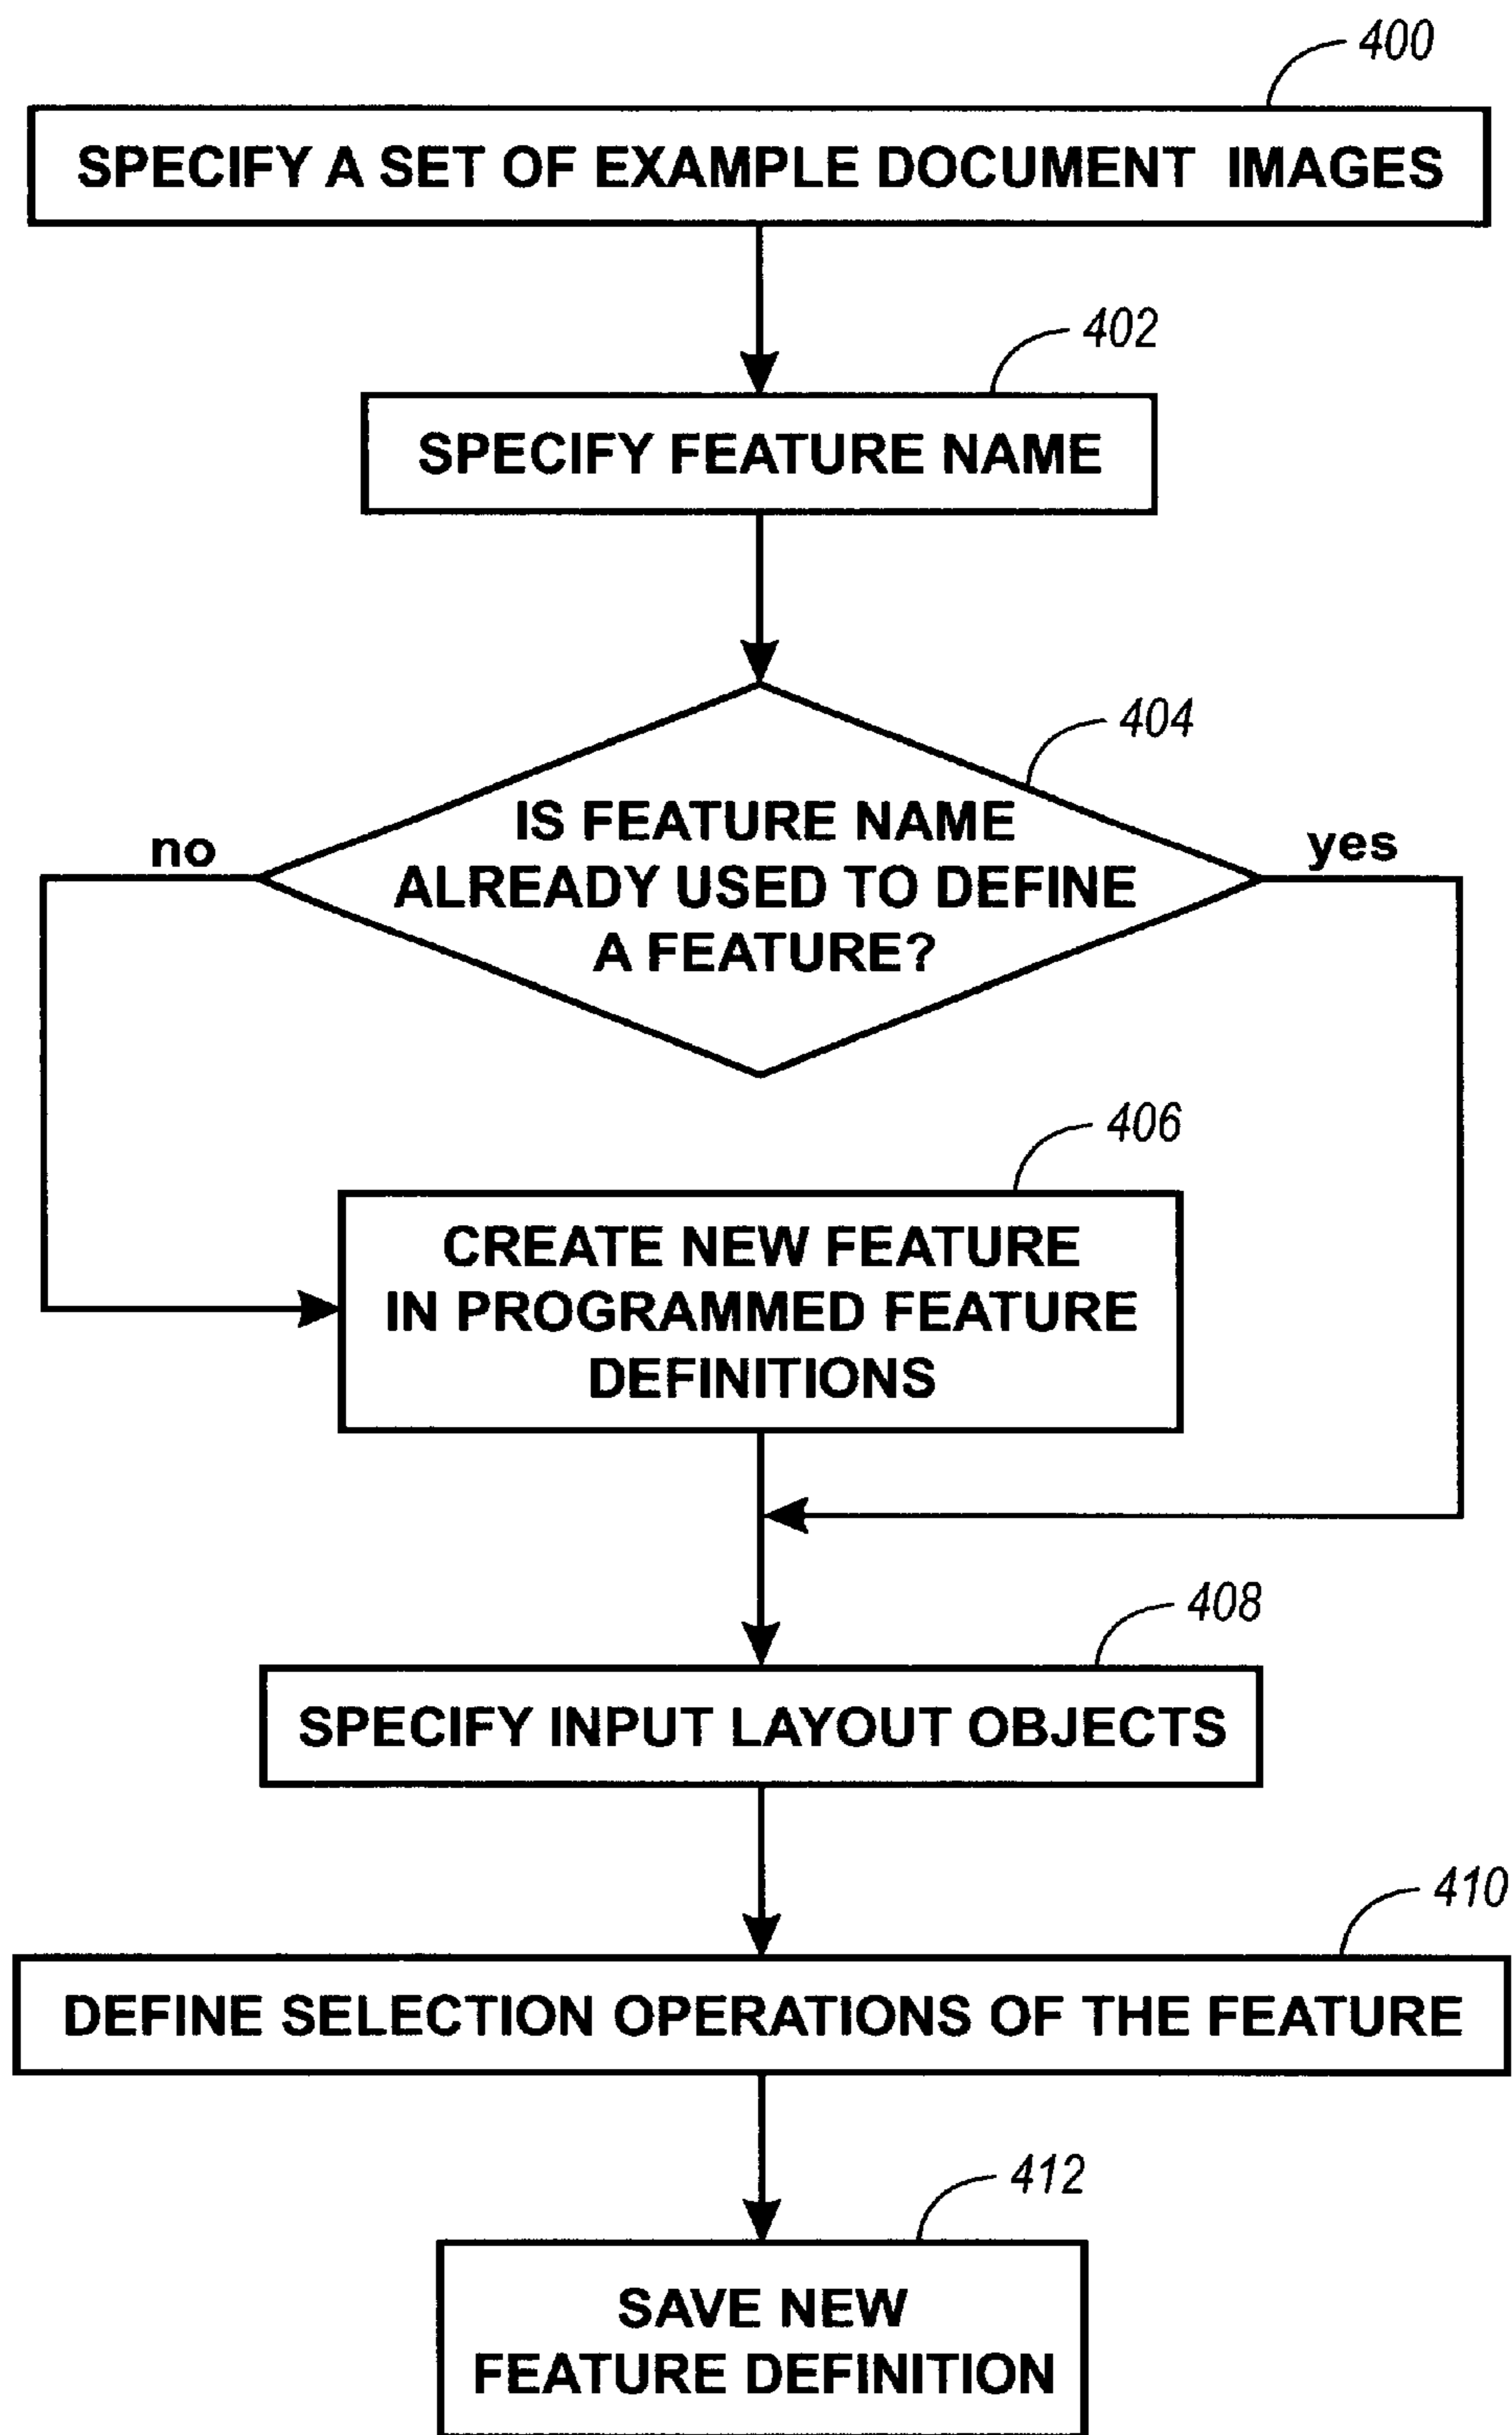 400
SPECIFY A SET OF EXAMPLE DOCUMENT IMAGES
402
SPECIFY FEATURE NAME
404
IS FEATURE NAME
ALREADY USED TO DEFINE
A FEATURE?
no
yes
406
CREATE NEW FEATURE
IN PROGRAMMED FEATURE
DEFINITIONS
408
SPECIFY INPUT LAYOUT OBJECTS
410
DEFINE SELECTION OPERATIONS OF THE FEATURE
412
SAVE NEW
FEATURE DEFINITION